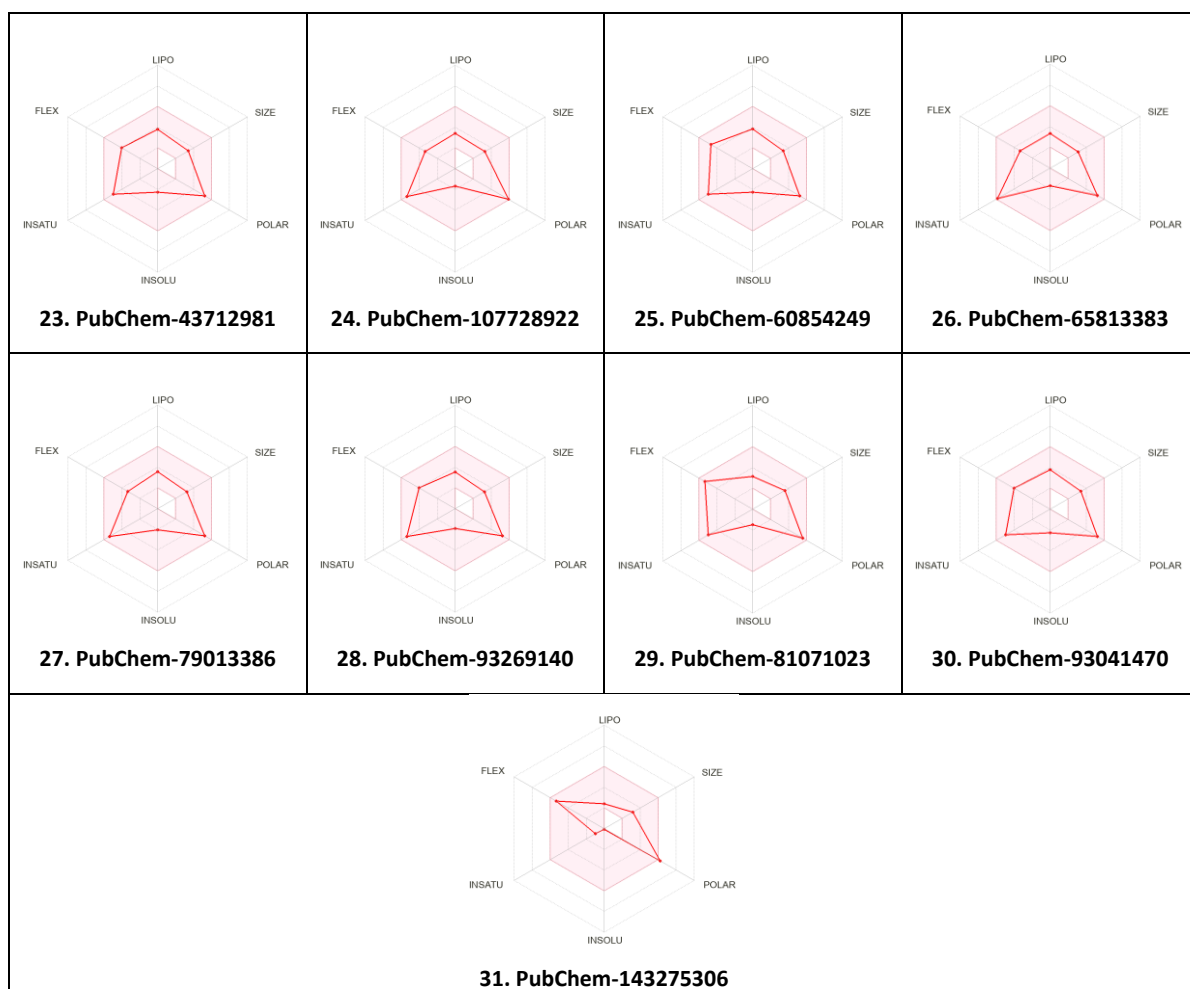 LIPO
FLEX
SIZE
INSATU
POLAR
INSOLU
23. PubChem-43712981
LIPO
FLEX
SIZE
INSATU
POLAR
INSOLU
24. PubChem-107728922
LIPO
FLEX
SIZE
INSATU
POLAR
INSOLU
25. PubChem-60854249
LIPO
FLEX
SIZE
INSATU
POLAR
INSOLU
26. PubChem-65813383
LIPO
FLEX
SIZE
INSATU
POLAR
INSOLU
27. PubChem-79013386
LIPO
FLEX
SIZE
INSATU
POLAR
INSOLU
28. PubChem-93269140
LIPO
FLEX
SIZE
INSATU
POLAR
INSOLU
29. PubChem-81071023
LIPO
FLEX
SIZE
INSATU
POLAR
INSOLU
30. PubChem-93041470
LIPO
FLEX
SIZE
INSATU
POLAR
INSOLU
31. PubChem-143275306